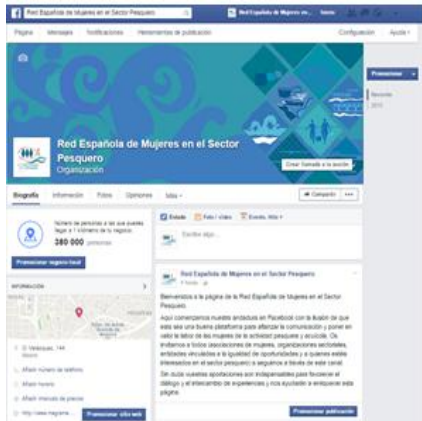 Red Española de Mujeres en el Sector Pesquero
Red Española de Mujeres en... Inicio
Página Mensajes Notificaciones Herramientas de publicación Configuración Ayuda
Promocionar
Recientes
2015
Red Española de Mujeres en el Sector
Pesquero
Organización
Crear llamada a la acción
Biografía Información Fotos Opiniones Más
Compartir
Número de personas a las que puedes
llegar a 1 kilómetro de tu negocio:
380 000 personas
Promocionar negocio local
INFORMACIÓN
Velázquez, 144
Añadir número de teléfono
Añadir horario
Añadir intervalo de precios
Promocionar sitio web
Estado Foto / vídeo Evento, hito
Escribe algo...
Red Española de Mujeres en el Sector Pesquero
Bienvenidos a la página de la Red Española de Mujeres en el Sector
Pesquero.
Aquí comenzamos nuestra andadura en Facebook con la ilusión de que
esta sea una buena plataforma para afianzar la comunicación y poner en
valor la labor de las mujeres de la actividad pesquera y acuícola. Os
invitamos a todos (asociaciones de mujeres, organizaciones sectoriales,
entidades vinculadas a la igualdad de oportunidades y a quienes estéis
interesados en el sector pesquero) a seguirnos a través de este canal.
Sin duda vuestras aportaciones son indispensables para favorecer el
diálogo y el intercambio de experiencias y nos ayudarán a enriquecer esta
página.
Promocionar publicación